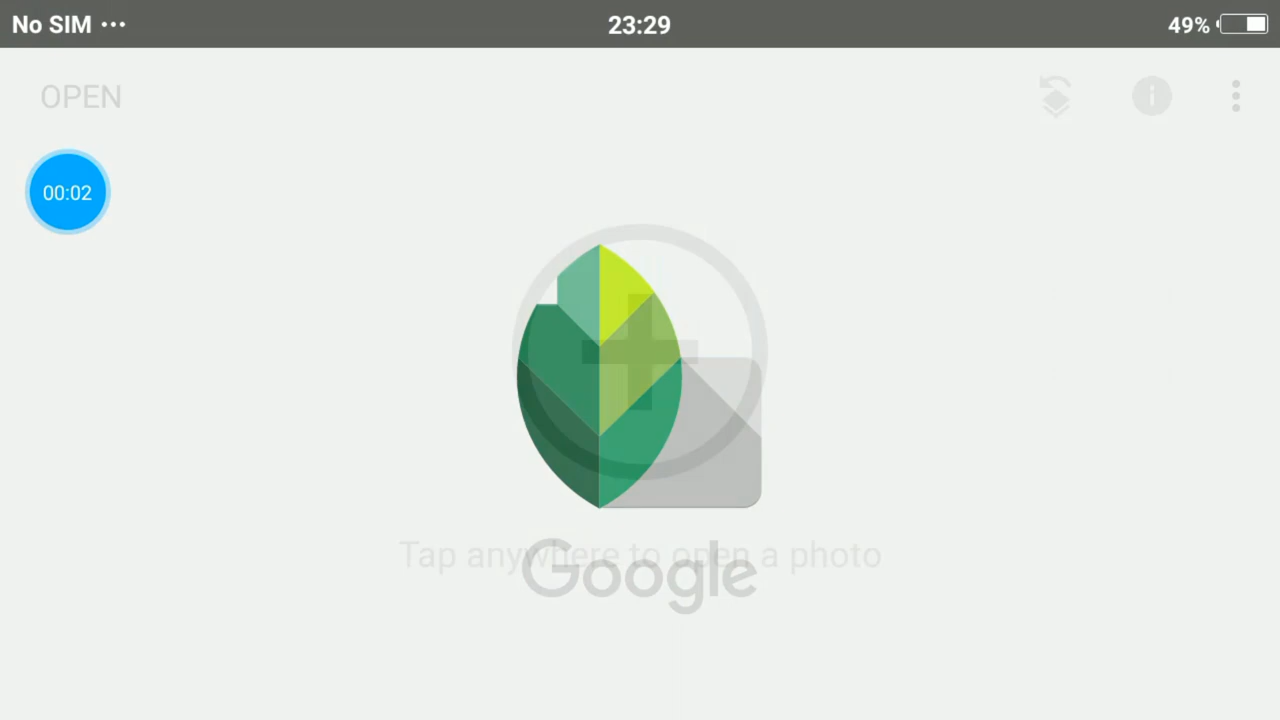 No SIM ••• 23:29 49%
OPEN
00:02
Tap anywhere to open a photo
Google